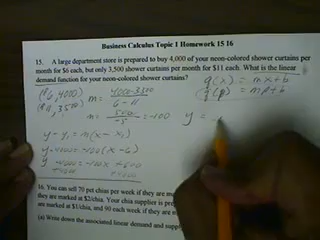 Business Calculus Topic 1 Homework 15 16
15. A large department store is prepared to buy 4,000 of your neon-colored shower curtains per
month for $6 each, but only 3,500 shower curtains per month for $11 each. What is the linear
demand function for your neon-colored shower curtains?
q(x) = mx+b
q(p) = mp+b
($6, 4000)
($11, 3500)
m = 4000-3500
6-11
m = 500
-5
= -100
y = -
y - y₁ = m(x - x₁)
y - 4000 = -100(x - 6)
y - 4000 = -100x + 600
+4000 +4000
16. You can sell 70 pet chias per week if they are m
if they are marked at $2/chia. Your chia supplier is pre
are marked at $1/chia, and 90 each week if they are
(a) Write down the associated linear demand and supp